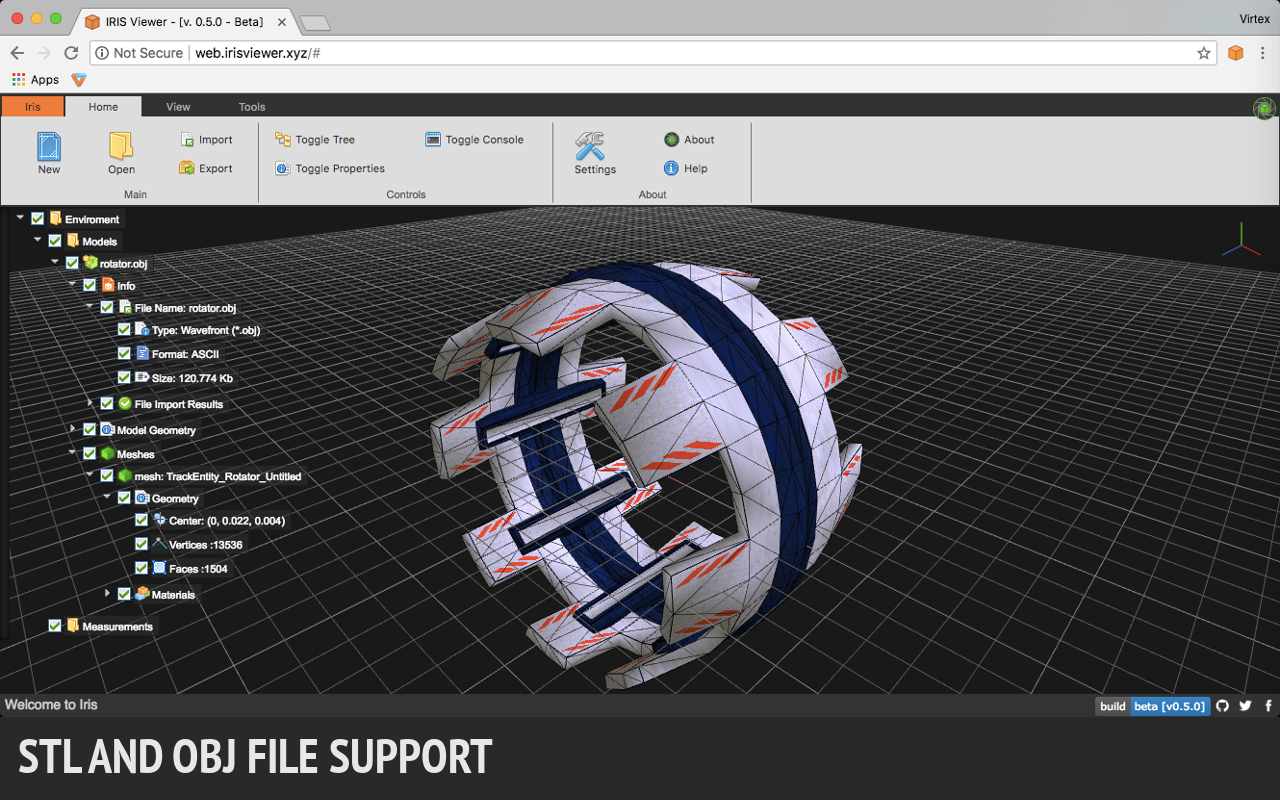 IRIS Viewer - [v. 0.5.0 - Beta]
Virtex
Not Secure
web.irisviewer.xyz/#
Apps
Iris
Home
View
Tools
New
Open
Import
Export
Main
Toggle Tree
Toggle Properties
Toggle Console
Controls
Settings
About
Help
About
Enviroment
Models
rotator.obj
Info
File Name: rotator.obj
Type: Wavefront (*.obj)
Format: ASCII
Size: 120.774 Kb
File Import Results
Model Geometry
Meshes
mesh: TrackEntity_Rotator_Untitled
Geometry
Center: (0, 0.022, 0.004)
Vertices :13536
Faces :1504
Materials
Measurements
Welcome to Iris
build beta [v0.5.0]
STL AND OBJ FILE SUPPORT